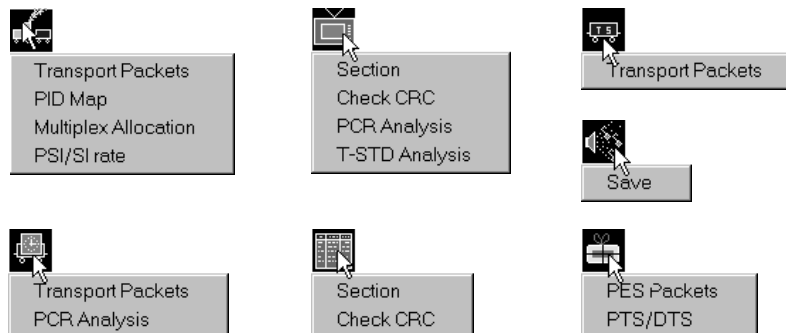 Transport Packets
PID Map
Multiplex Allocation
PSI/SI rate
Section
Check CRC
PCR Analysis
T-STD Analysis
TS
Transport Packets
Save
Transport Packets
PCR Analysis
Section
Check CRC
PES Packets
PTS/DTS